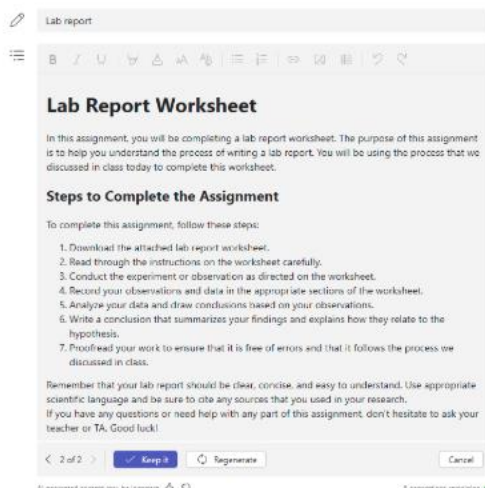 Lab report
B I U
Lab Report Worksheet
In this assignment, you will be completing a lab report worksheet. The purpose of this assignment
is to help you understand the process of writing a lab report. You will be using the process that we
discussed in class today to complete this worksheet.
Steps to Complete the Assignment
To complete this assignment, follow these steps:
1. Download the attached lab report worksheet.
2. Read through the instructions on the worksheet carefully.
3. Conduct the experiment or observation as directed on the worksheet.
4. Record your observations and data in the appropriate sections of the worksheet.
5. Analyze your data and draw conclusions based on your observations.
6. Write a conclusion that summarizes your findings and explains how they relate to the
hypothesis.
7. Proofread your work to ensure that it is free of errors and that it follows the process we
discussed in class.
Remember that your lab report should be clear, concise, and easy to understand. Use appropriate
scientific language and be sure to cite any sources that you used in your research.
If you have any questions or need help with any part of this assignment, don't hesitate to ask your
teacher or TA. Good luck!
< 2 of 2 > Keep it Regenerate Cancel